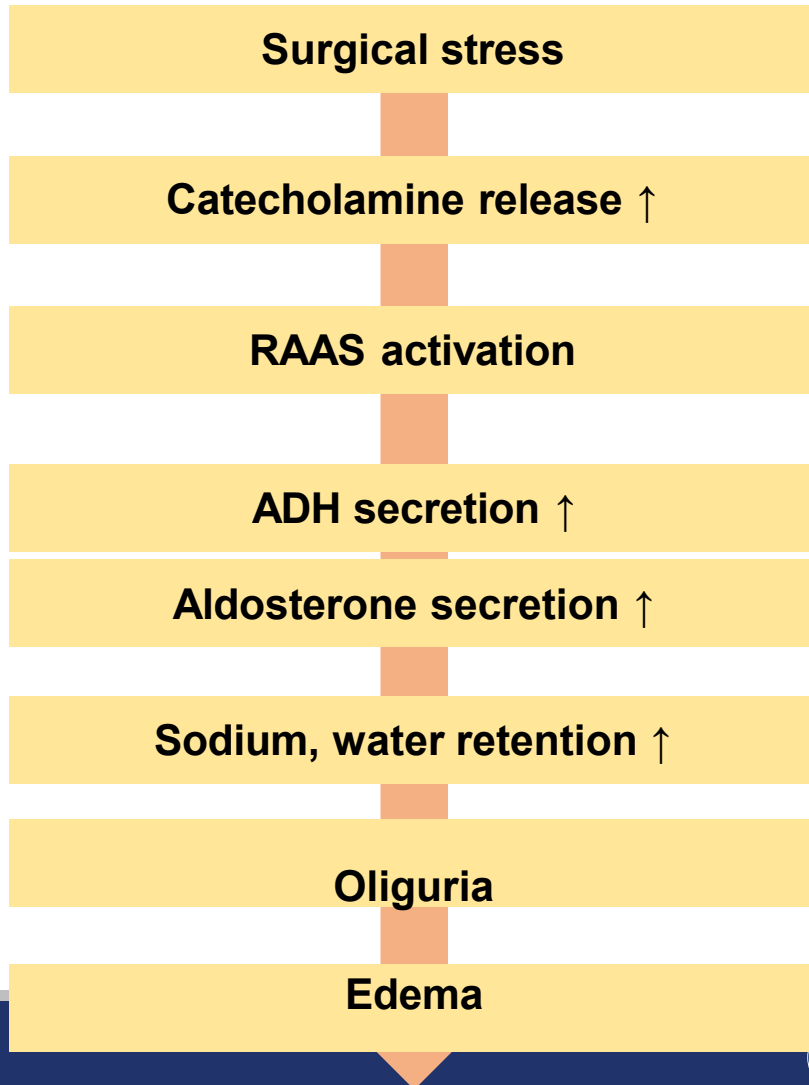 Surgical stress
Catecholamine release ↑
RAAS activation
ADH secretion ↑
Aldosterone secretion ↑
Sodium, water retention ↑
Oliguria
Edema